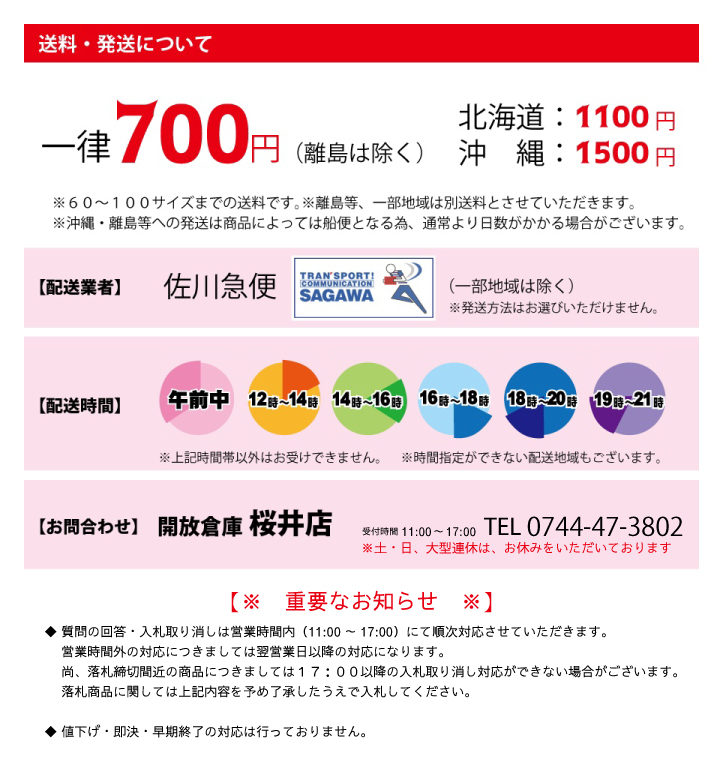 送料・発送について
一律700円（離島は除く）
北海道：1100円
沖　縄：1500円
※６０～１００サイズまでの送料です。※離島等、一部地域は別送料とさせていただきます。
※沖縄・離島等への発送は商品によっては船便となる為、通常より日数がかかる場合がございます。
【配送業者】 佐川急便
TRAN'SPORT!
COMMUNICATION
SAGAWA
（一部地域は除く）
※発送方法はお選びいただけません。
【配送時間】 午前中 12時～14時 14時～16時 16時～18時 18時～20時 19時～21時
※上記時間帯以外はお受けできません。 ※時間指定ができない配送地域もございます。
【お問合わせ】 開放倉庫 桜井店 受付時間 11:00～17:00 TEL 0744-47-3802
※土・日、大型連休は、お休みをいただいております
【※　重要なお知らせ　※】
◆ 質問の回答・入札取り消しは営業時間内（11:00 ～ 17:00）にて順次対応させていただきます。
営業時間外の対応につきましては翌営業日以降の対応になります。
尚、落札締切間近の商品につきましては１７：００以降の入札取り消し対応ができない場合がございます。
落札商品に関しては上記内容を予め了承したうえで入札してください。
◆ 値下げ・即決・早期終了の対応は行っておりません。